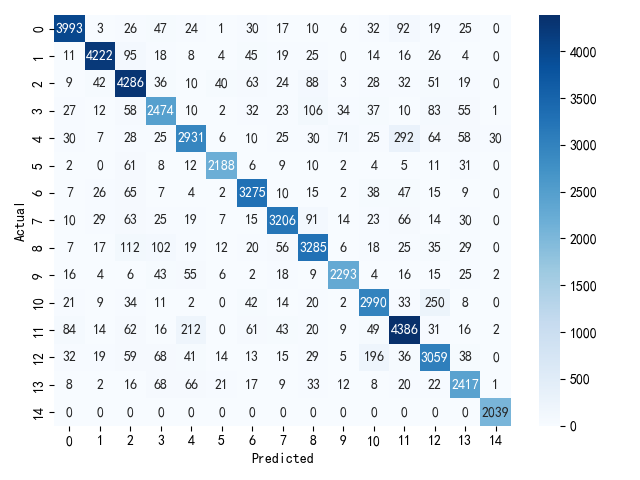 0 3993 3 26 47 24 1 30 17 10 6 32 92 19 25 0
1 11 4222 95 18 8 4 45 19 25 0 14 16 26 4 0
2 9 42 4286 36 10 40 63 24 88 3 28 32 51 19 0
3 27 12 58 2474 10 2 32 23 106 34 37 10 83 55 1
4 30 7 28 25 2931 6 10 25 30 71 25 292 64 58 30
5 2 0 61 8 12 2188 6 9 10 2 4 5 11 31 0
6 7 26 65 7 4 2 3275 10 15 2 38 47 15 9 0
7 10 29 63 25 19 7 15 3206 91 14 23 66 14 30 0
8 7 17 112 102 19 12 20 56 3285 6 18 25 35 29 0
9 16 4 6 43 55 6 2 18 9 2293 4 16 15 25 2
10 21 9 34 11 2 0 42 14 20 2 2990 33 250 8 0
11 84 14 62 16 212 0 61 43 20 9 49 4386 31 16 2
12 32 19 59 68 41 14 13 15 29 5 196 36 3059 38 0
13 8 2 16 68 66 21 17 9 33 12 8 20 22 2417 1
14 0 0 0 0 0 0 0 0 0 0 0 0 0 0 2039
0 1 2 3 4 5 6 7 8 9 10 11 12 13 14
Predicted
Actual
4000
3500
3000
2500
2000
1500
1000
500
0